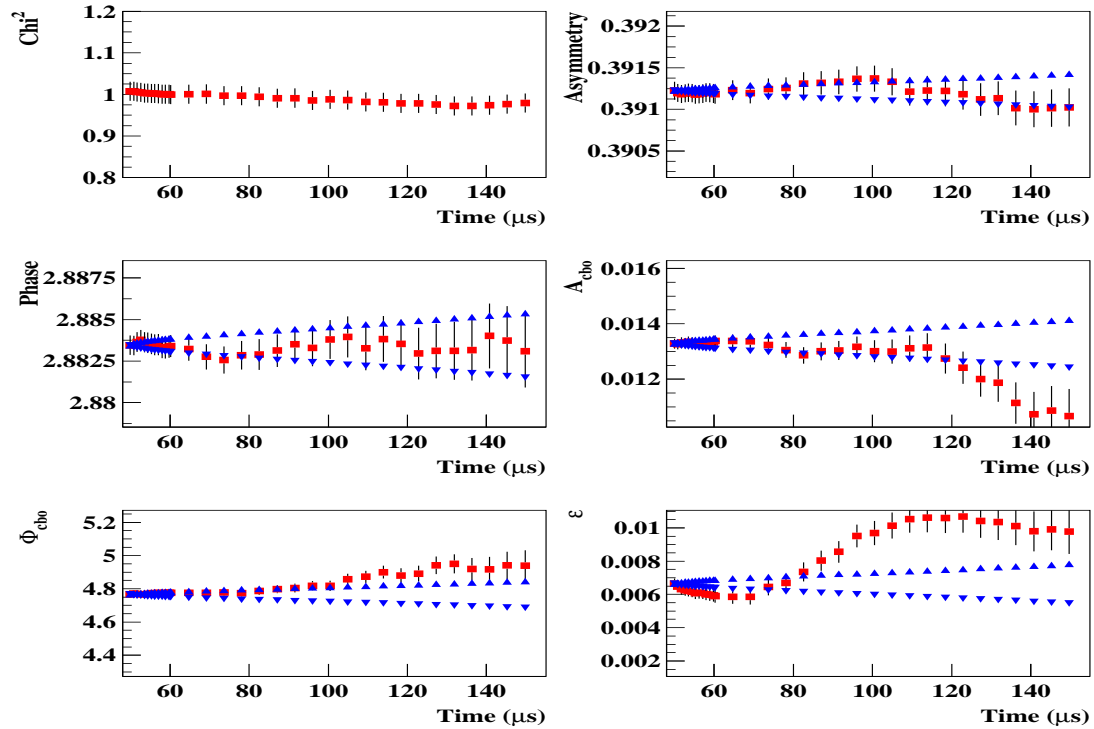 Chi²
1.2
1.1
1
0.9
0.8
60 80 100 120 140
Time (μs)
Asymmetry
0.392
0.3915
0.391
0.3905
60 80 100 120 140
Time (μs)
Phase
2.8875
2.885
2.8825
2.88
60 80 100 120 140
Time (μs)
A_cbo
0.016
0.014
0.012
60 80 100 120 140
Time (μs)
Φ_cbo
5.2
5
4.8
4.6
4.4
60 80 100 120 140
Time (μs)
ε
0.01
0.008
0.006
0.004
0.002
60 80 100 120 140
Time (μs)